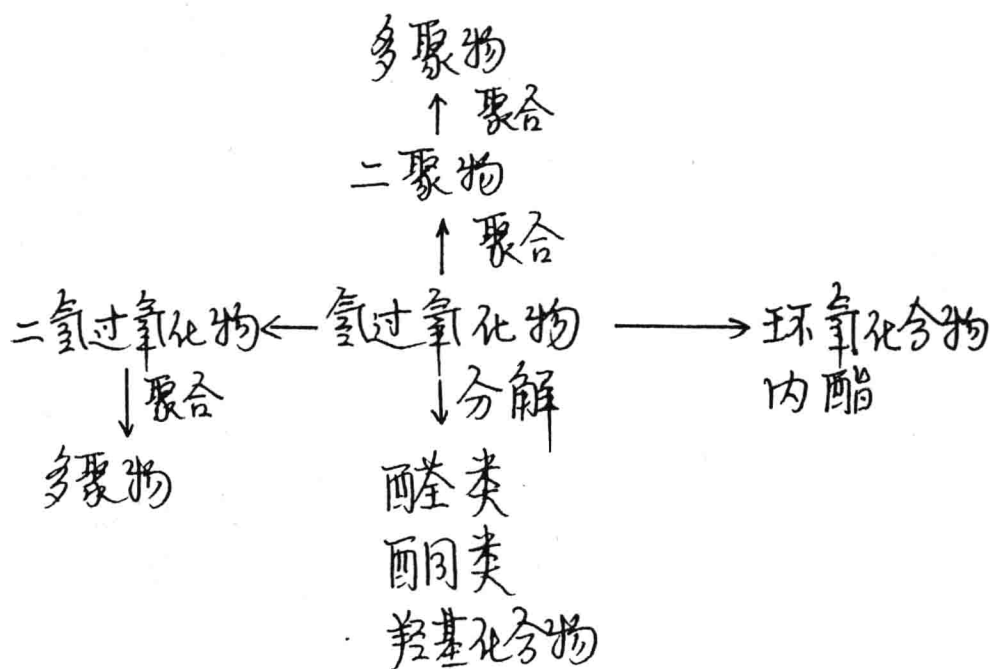 多聚物
↑ 聚合
二聚物
↑ 聚合
二氢过氧化物 ← 氢过氧化物 → 环氧化合物
内酯
↓ 聚合
↓ 分解
多聚物
醛类
酮类
羟基化合物